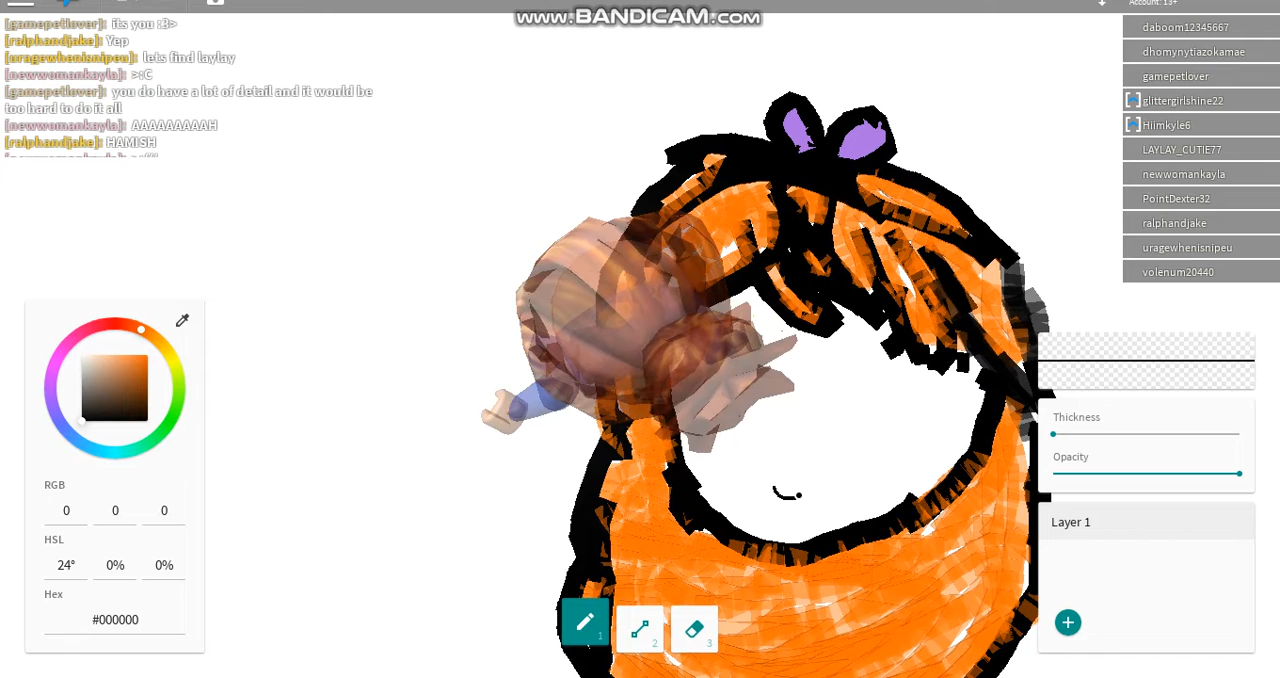 www.BANDICAM.com
Account: 13+
[gamepetlover]: its you :3>
[ralphandjake]: Yep
[uragewhenisnipeu]: lets find laylay
[newwomankayla]: >:C
[gamepetlover]: you do have a lot of detail and it would be
too hard to do it all
[newwomankayla]: AAAAAAAAAH
[ralphandjake]: HAMISH
daboom12345667
dhomynytiazokamae
gamepetlover
glittergirlshine22
Hiimkyle6
LAYLAY_CUTIE77
newwomankayla
PointDexter32
ralphandjake
uragewhenisnipeu
volenum20440
RGB
0 0 0
HSL
24° 0% 0%
Hex
#000000
1
2
3
Thickness
Opacity
Layer 1